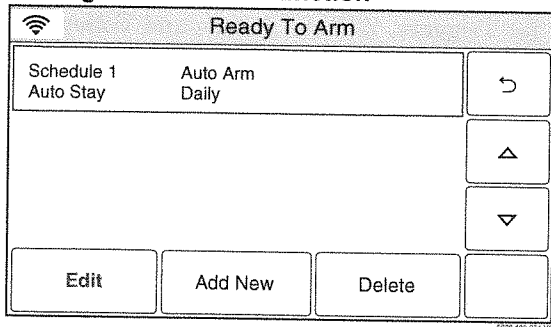 Ready To Arm
Schedule 1 Auto Arm
Auto Stay Daily
Edit Add New Delete